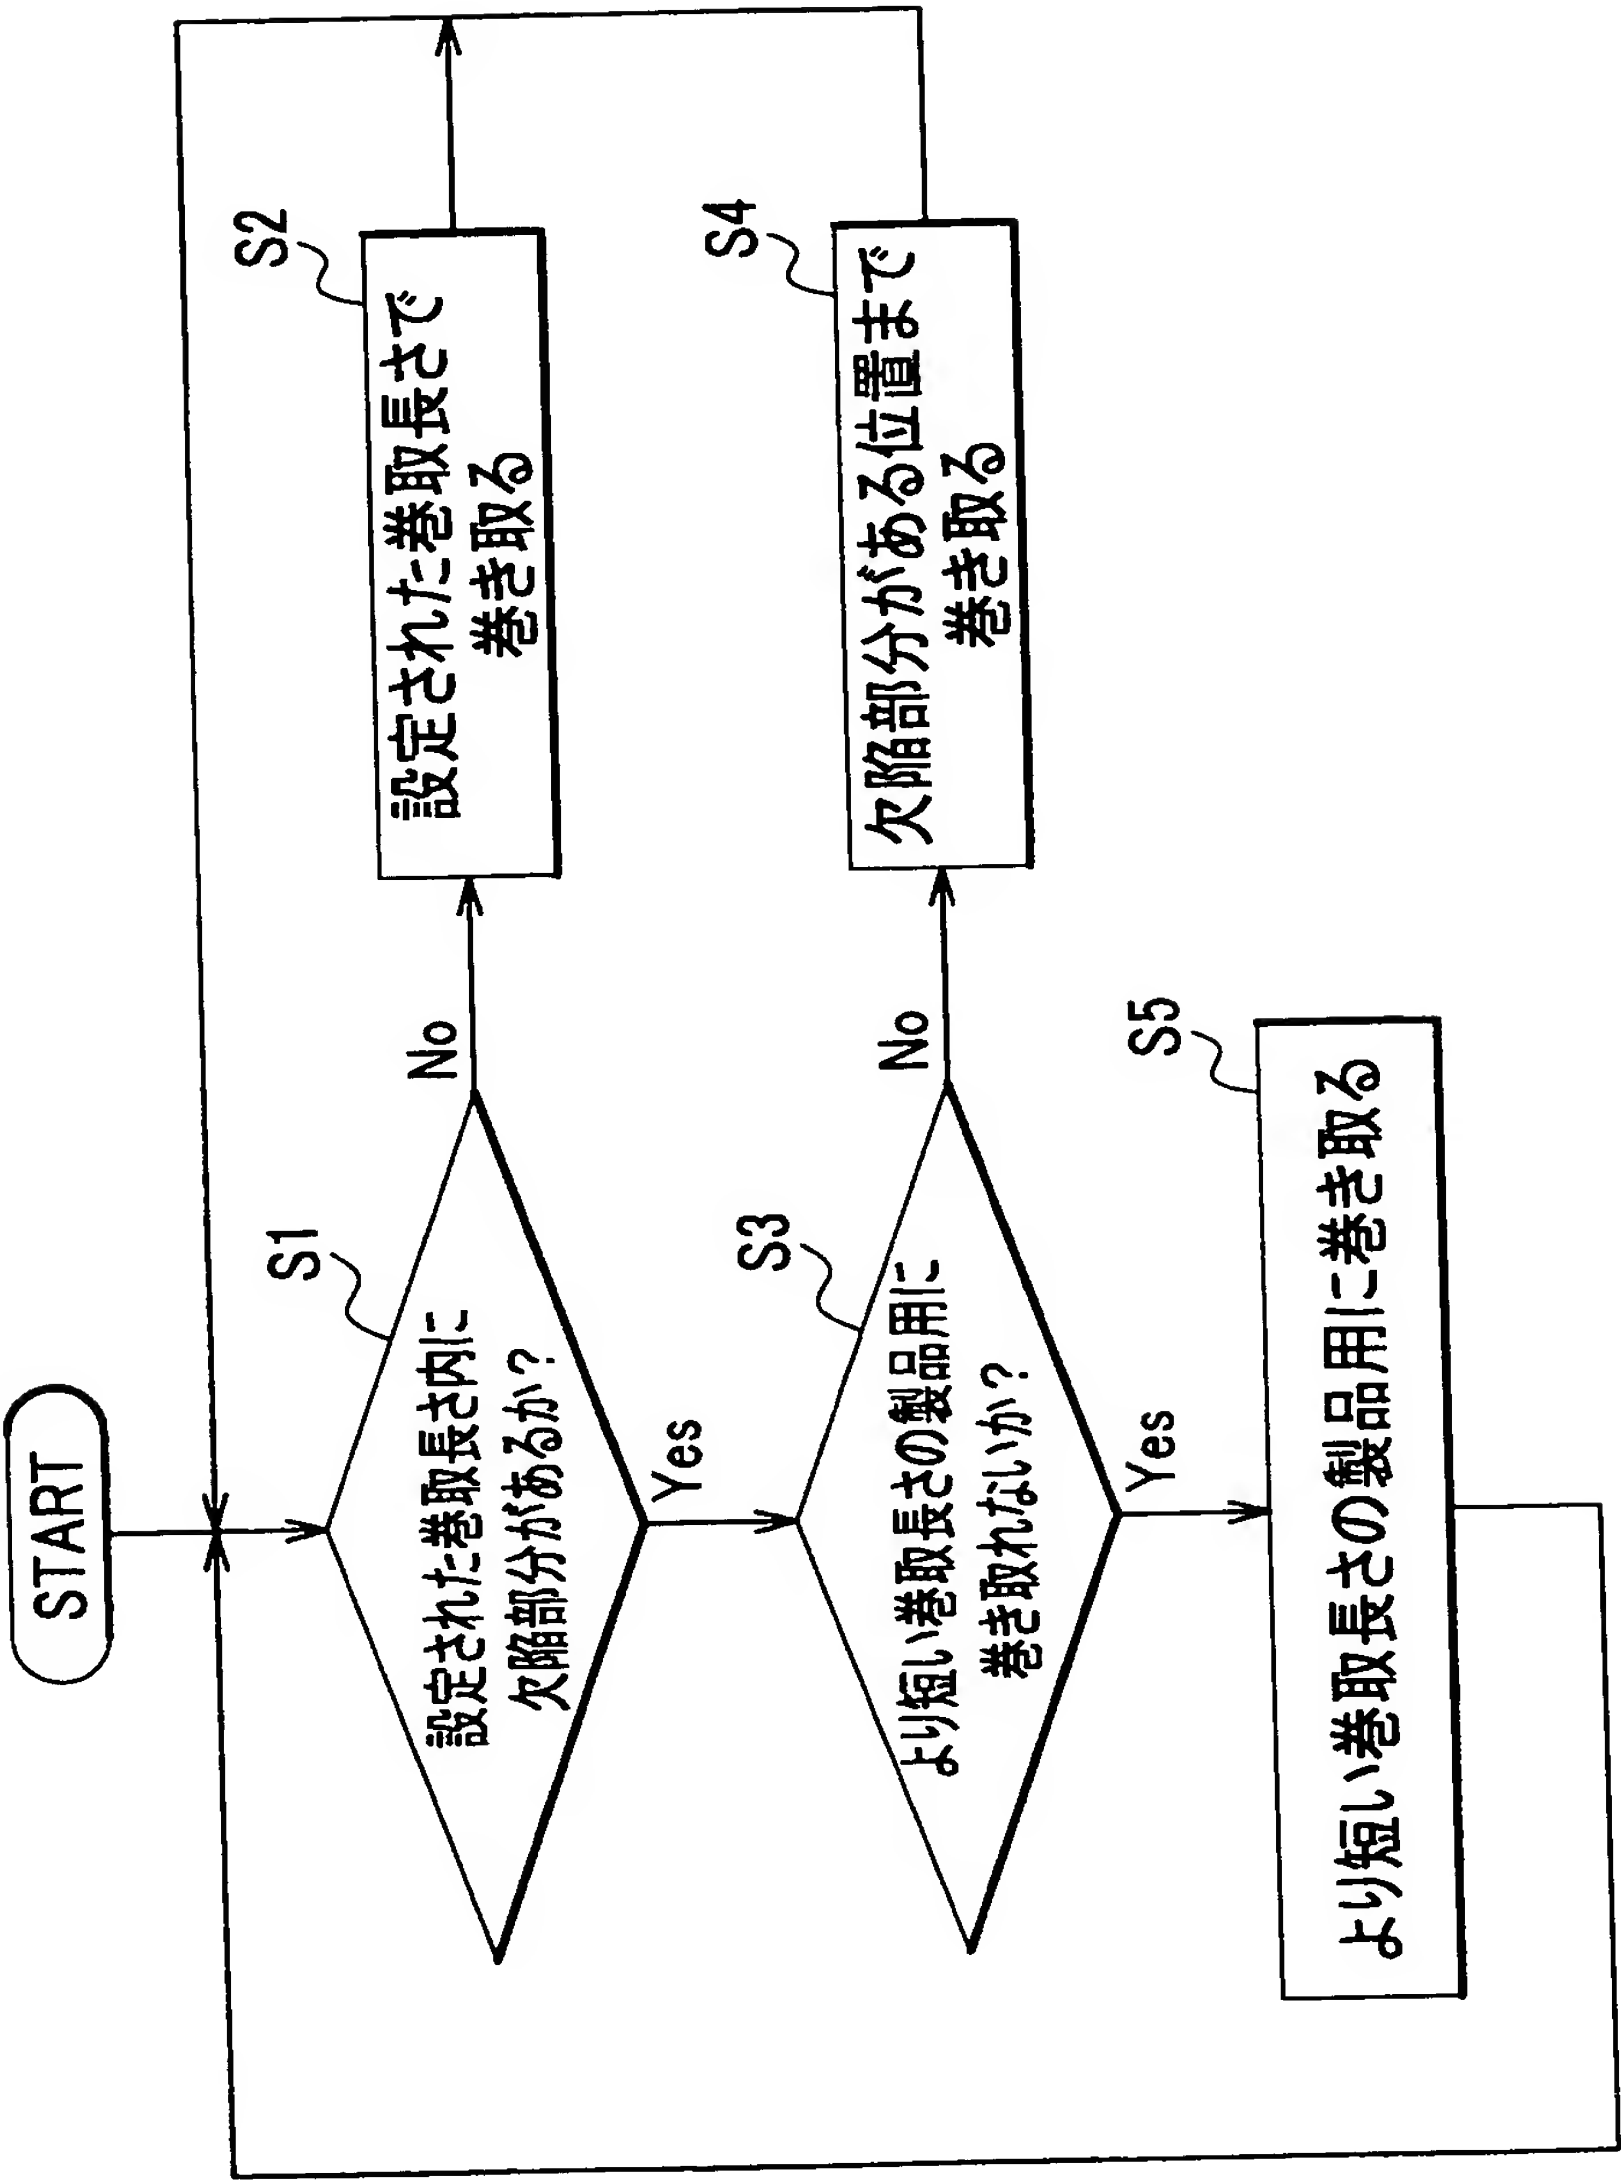 START
S1
設定された巻取長さ内に
欠陥部分があるか?
No
S2
設定された巻取長さで
巻き取る
Yes
S3
より短い巻取長さの製品用に
巻き取れないか?
No
S4
欠陥部分がある位置まで
巻き取る
Yes
S5
より短い巻取長さの製品用に巻き取る